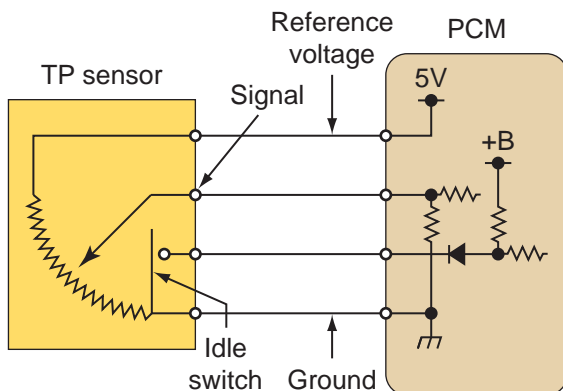 Reference
voltage
PCM
TP sensor
Signal
5V
+B
Idle
switch
Ground